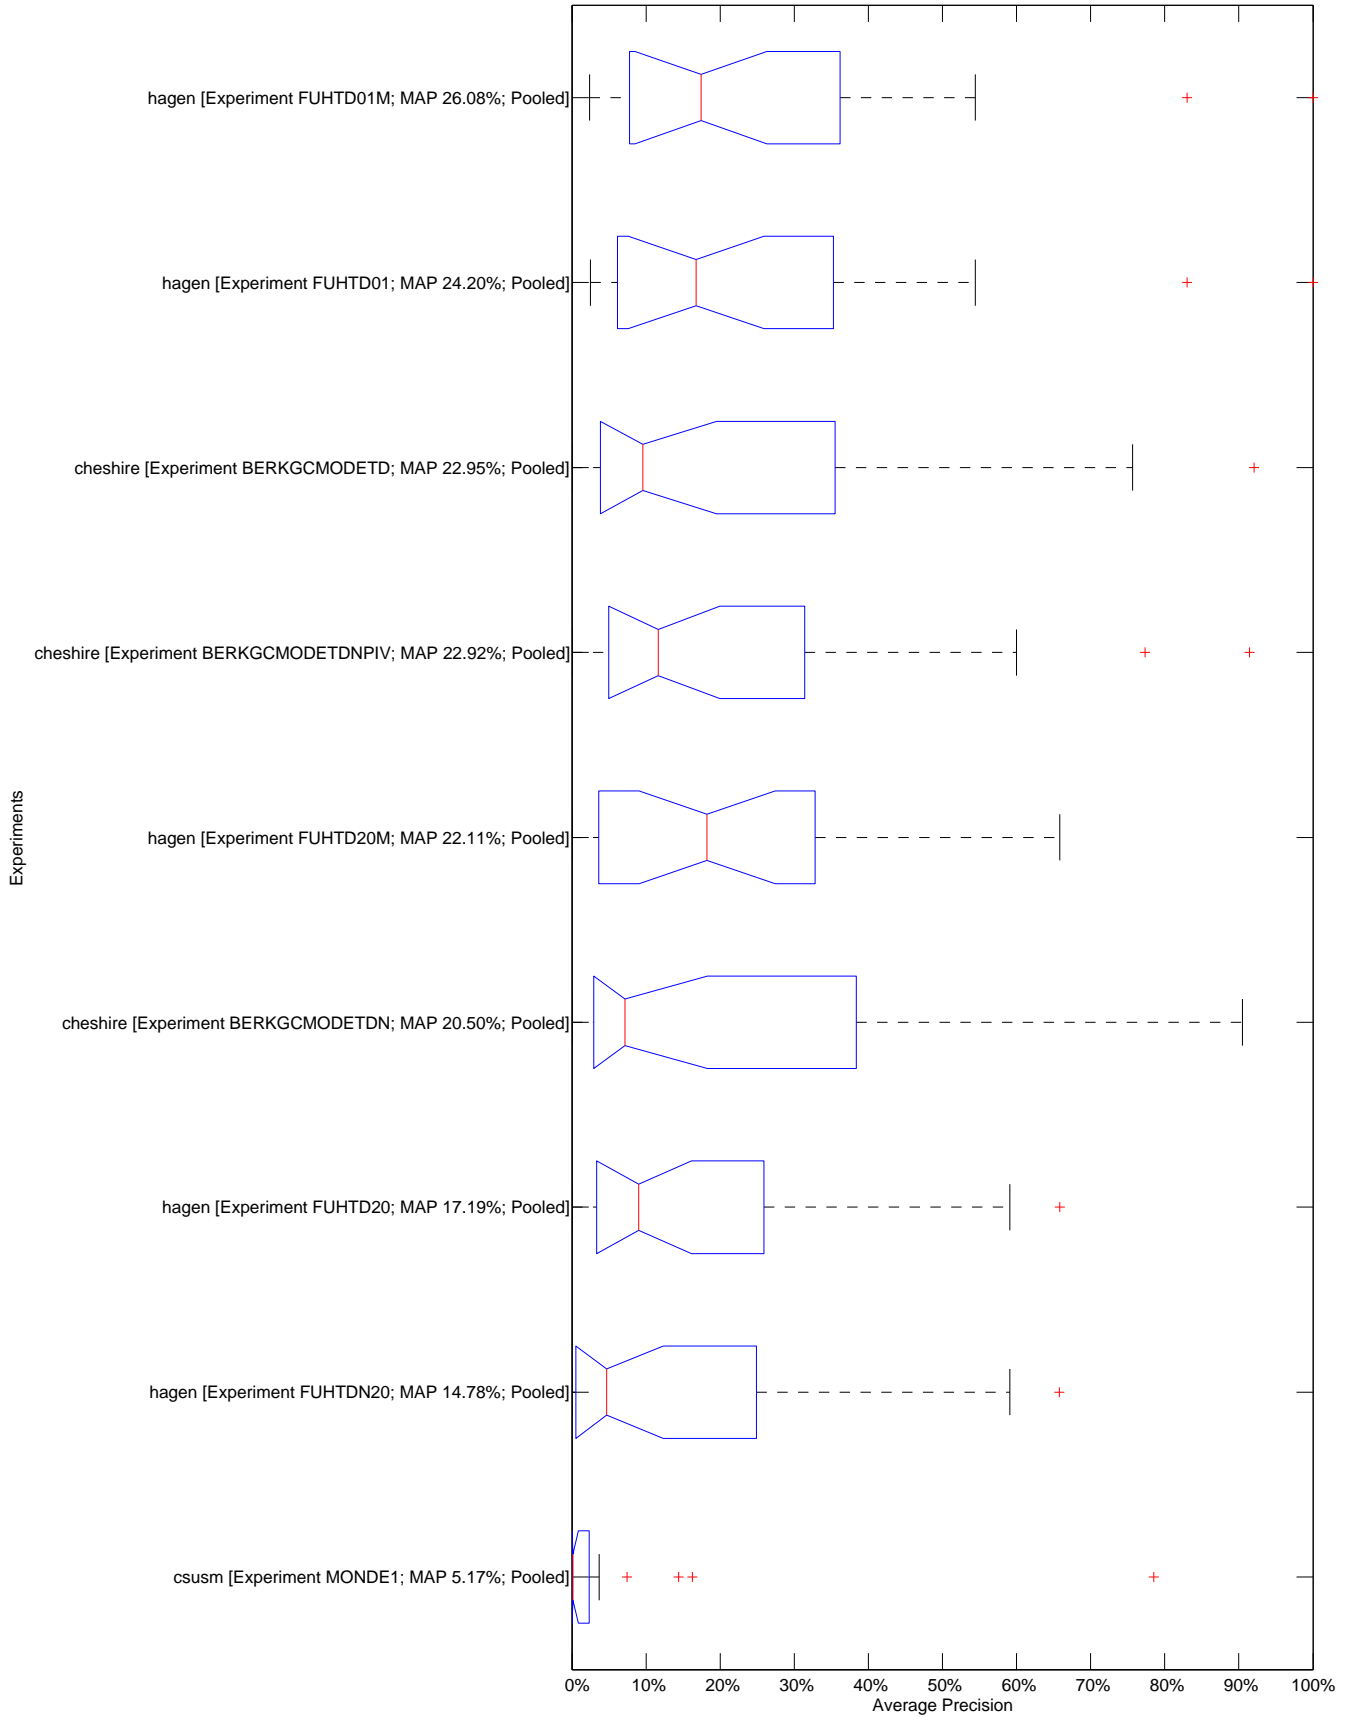 hagen [Experiment FUHTD01M; MAP 26.08%; Pooled]
hagen [Experiment FUHTD01; MAP 24.20%; Pooled]
cheshire [Experiment BERKGCMODETD; MAP 22.95%; Pooled]
cheshire [Experiment BERKGCMODETDNPIV; MAP 22.92%; Pooled]
hagen [Experiment FUHTD20M; MAP 22.11%; Pooled]
cheshire [Experiment BERKGCMODETDN; MAP 20.50%; Pooled]
hagen [Experiment FUHTD20; MAP 17.19%; Pooled]
hagen [Experiment FUHTDN20; MAP 14.78%; Pooled]
csusm [Experiment MONDE1; MAP 5.17%; Pooled]
Experiments
0% 10% 20% 30% 40% 50% 60% 70% 80% 90% 100%
Average Precision